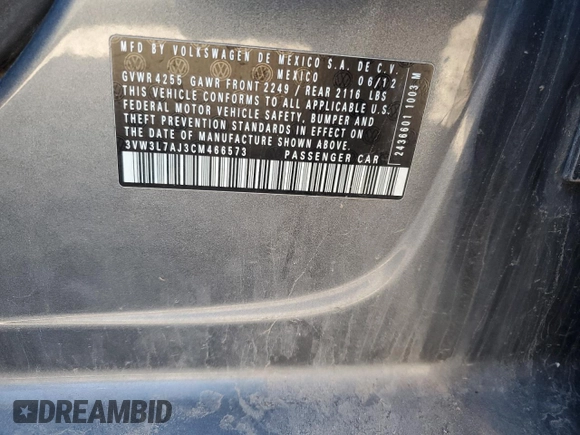 MFD BY VOLKSWAGEN DE MEXICO S.A. DE C.V.
MEXICO 06/12
GVWR 4255 GAWR FRONT 2249 / REAR 2116 LBS
THIS VEHICLE CONFORMS TO ALL APPLICABLE U.S.
FEDERAL MOTOR VEHICLE SAFETY, BUMPER AND
THEFT PREVENTION STANDARDS IN EFFECT ON
THE DATE OF MANUFACTURE SHOWN ABOVE.
3VW3L7AJ3CM466573 PASSENGER CAR
2436601 1003 M
DREAMBID